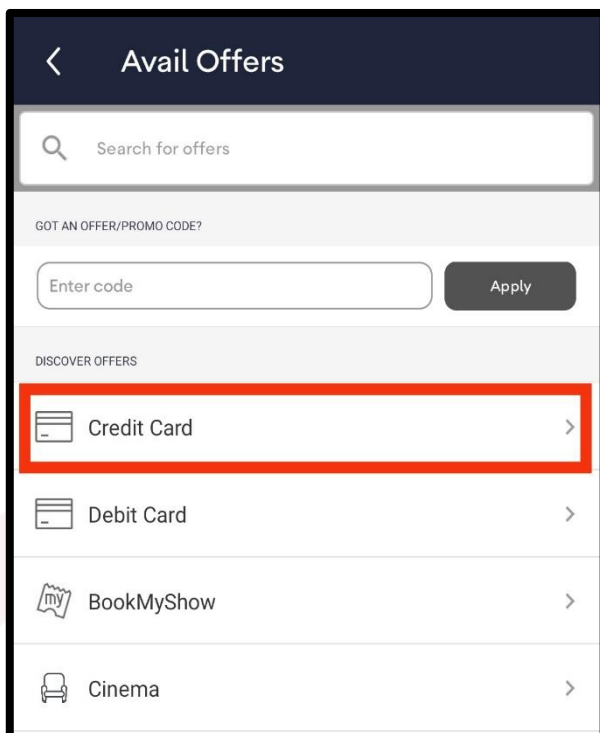 Avail Offers
Search for offers
GOT AN OFFER/PROMO CODE?
Enter code
Apply
DISCOVER OFFERS
Credit Card
Debit Card
my BookMyShow
Cinema